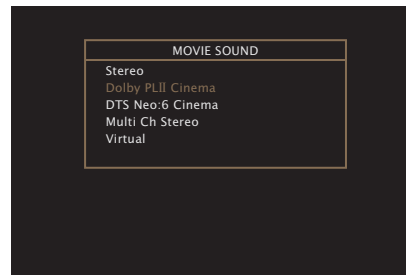 MOVIE SOUND
Stereo
Dolby PLⅡ Cinema
DTS Neo:6 Cinema
Multi Ch Stereo
Virtual